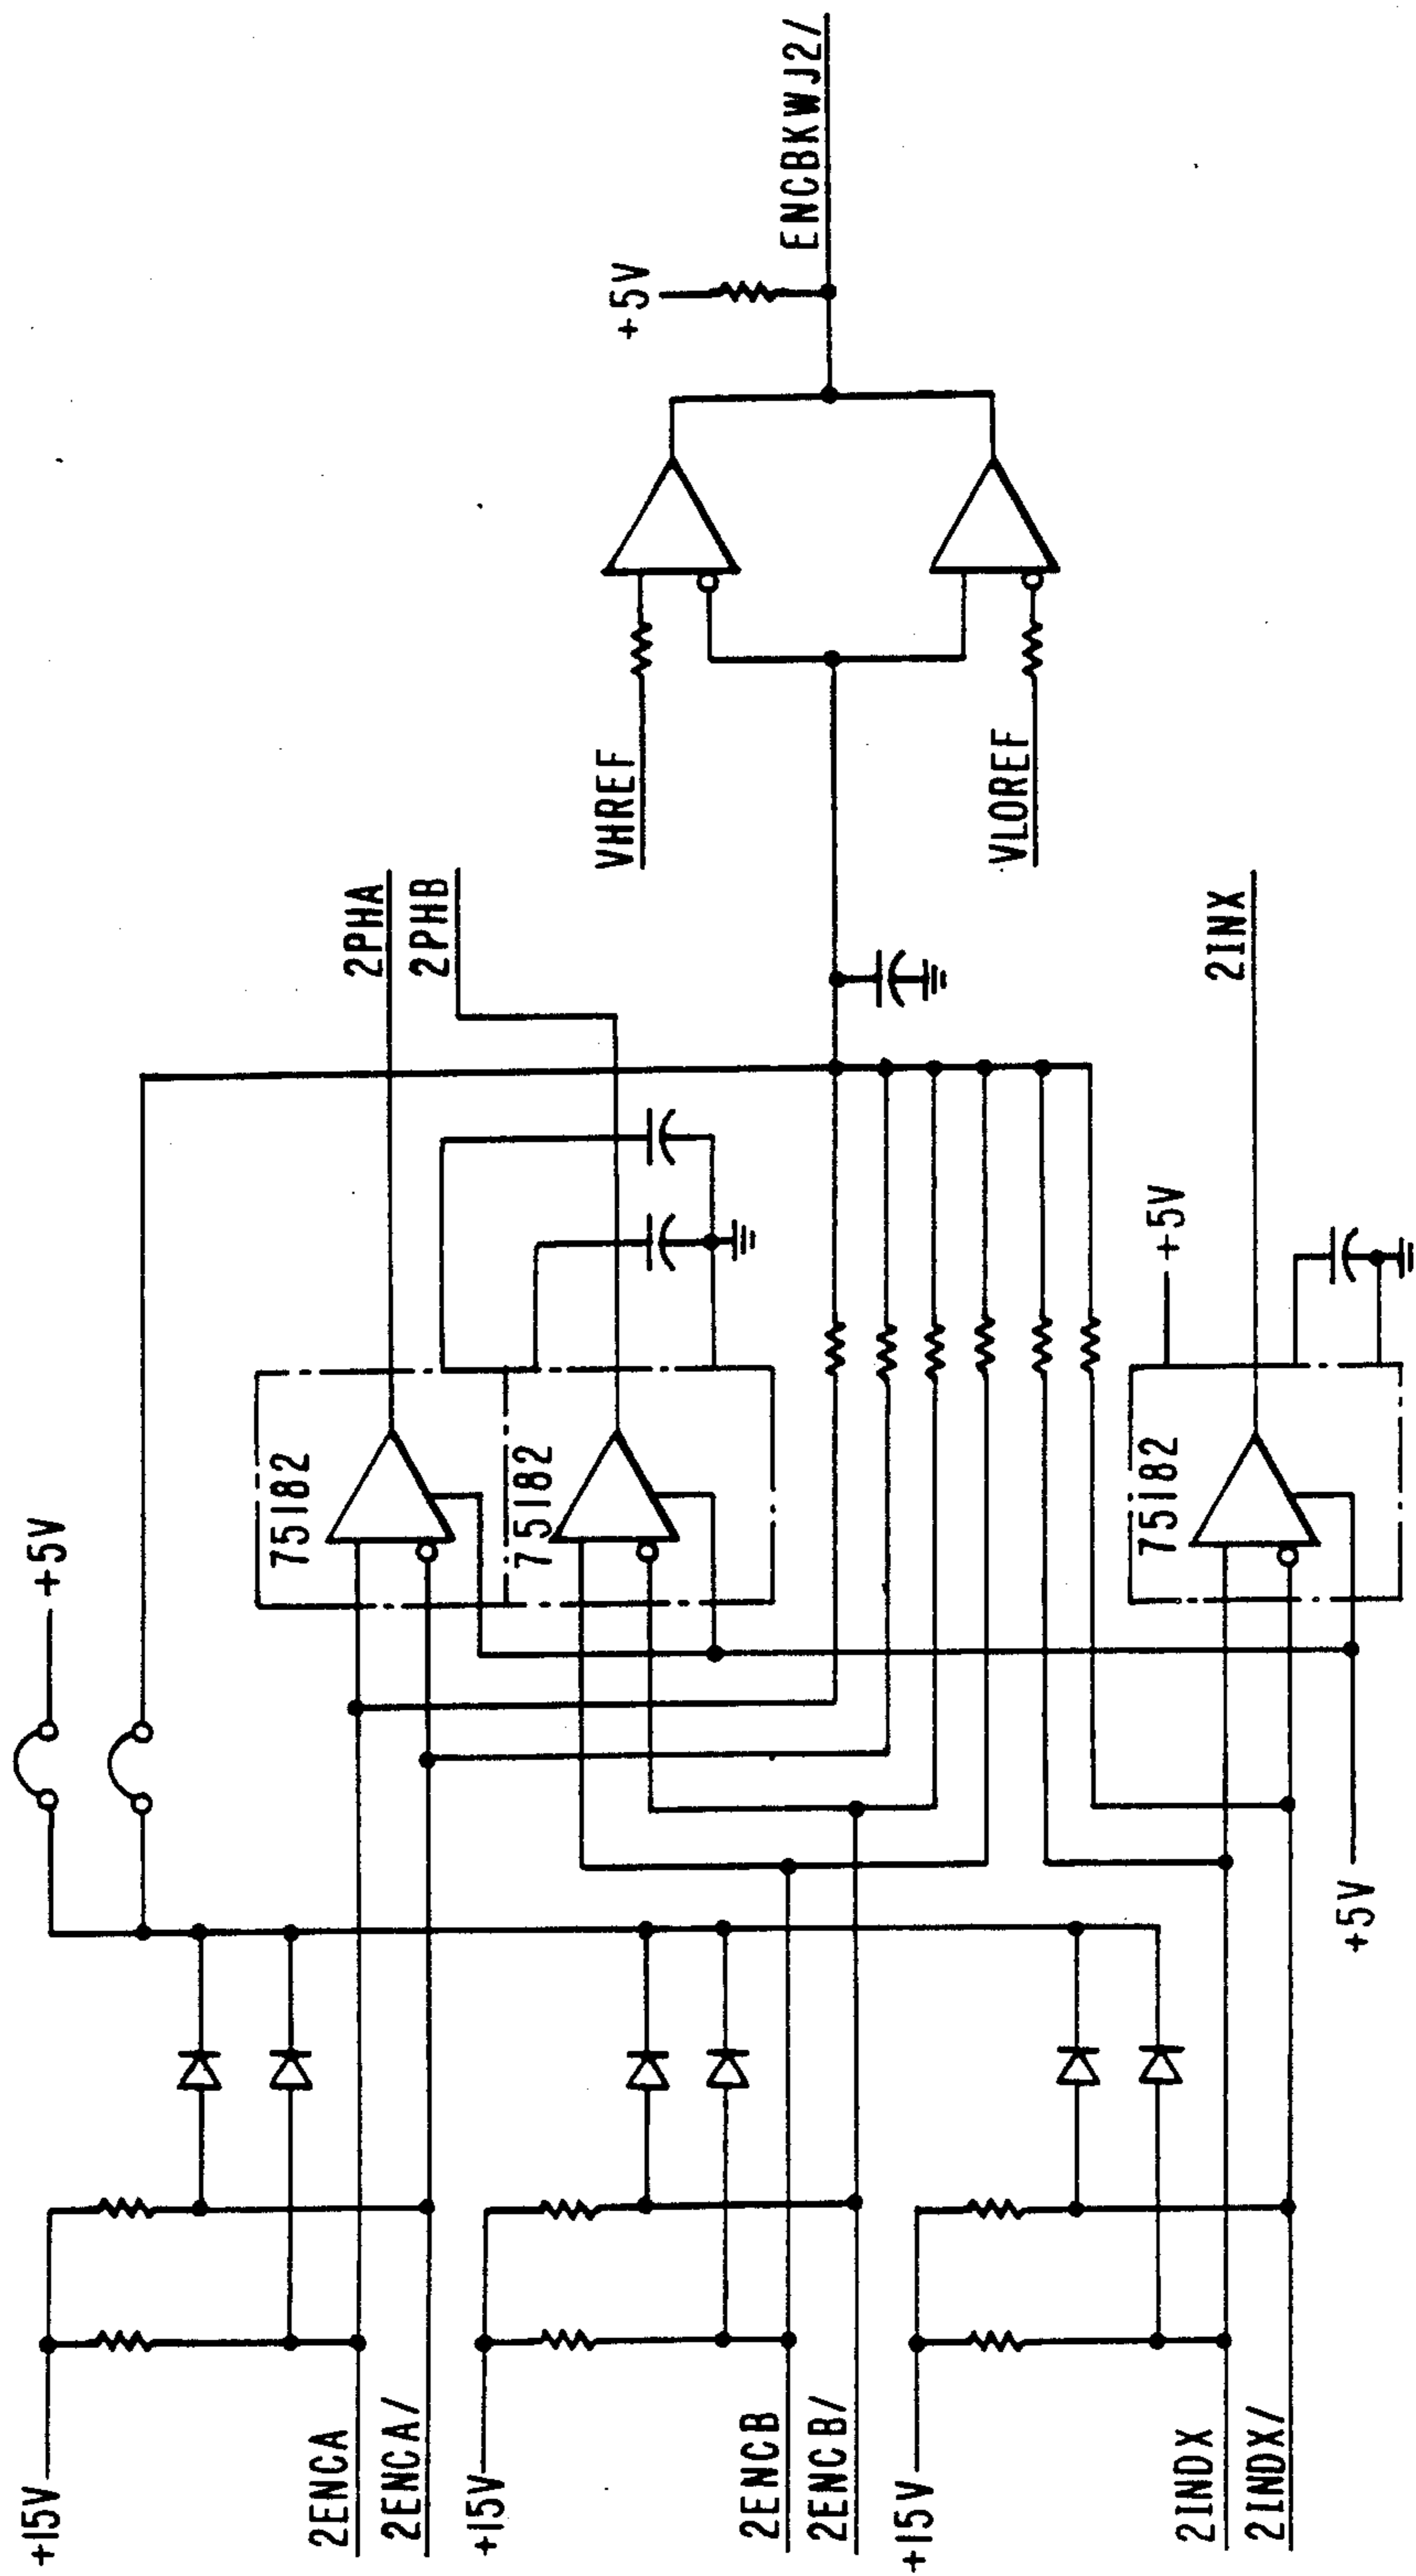 +15V
2ENCA
2ENCA/
+15V
2ENCB
2ENCB/
+15V
2INDX
2INDX/
+5V
+5V
75182
75182
75182
+5V
2PHA
2PHB
2INX
VHREF
VLOREF
+5V
ENCBKWJ2/